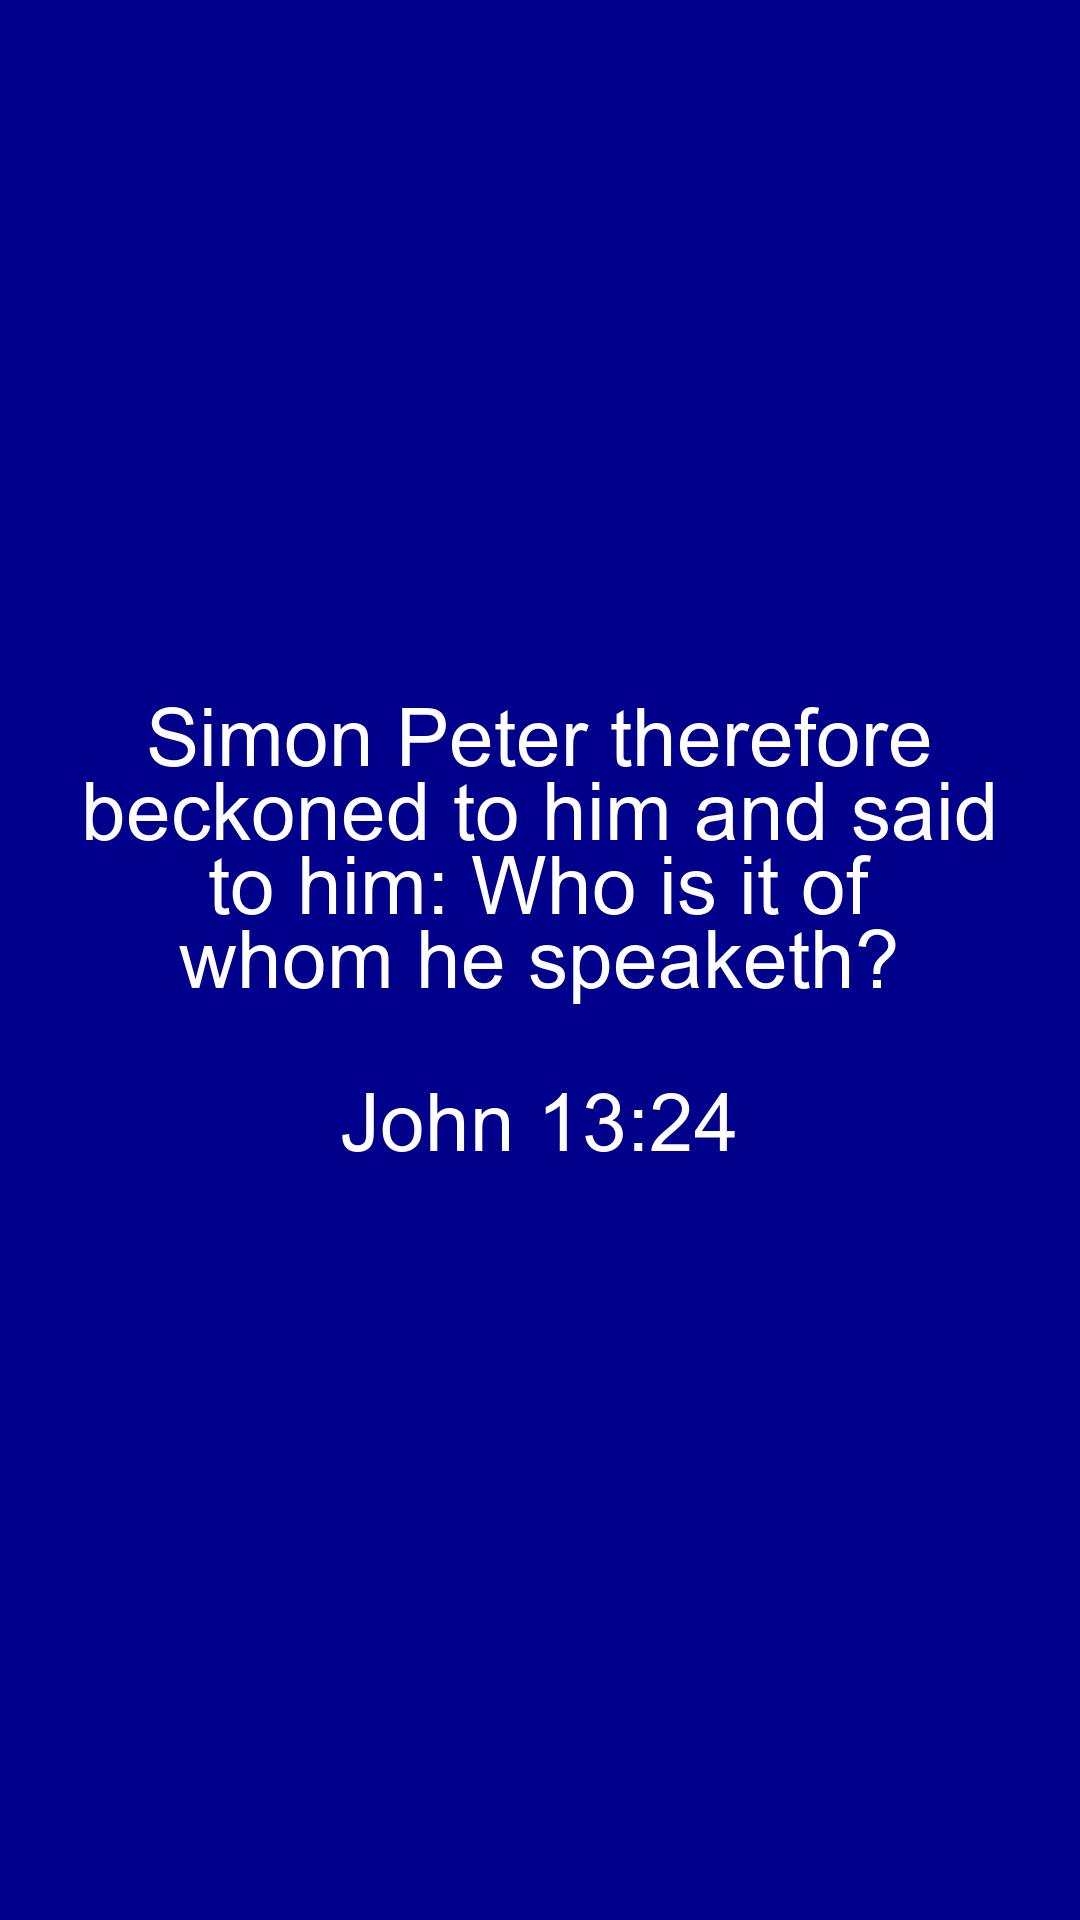 Simon Peter therefore
beckoned to him and said
to him: Who is it of
whom he speaketh?
John 13:24